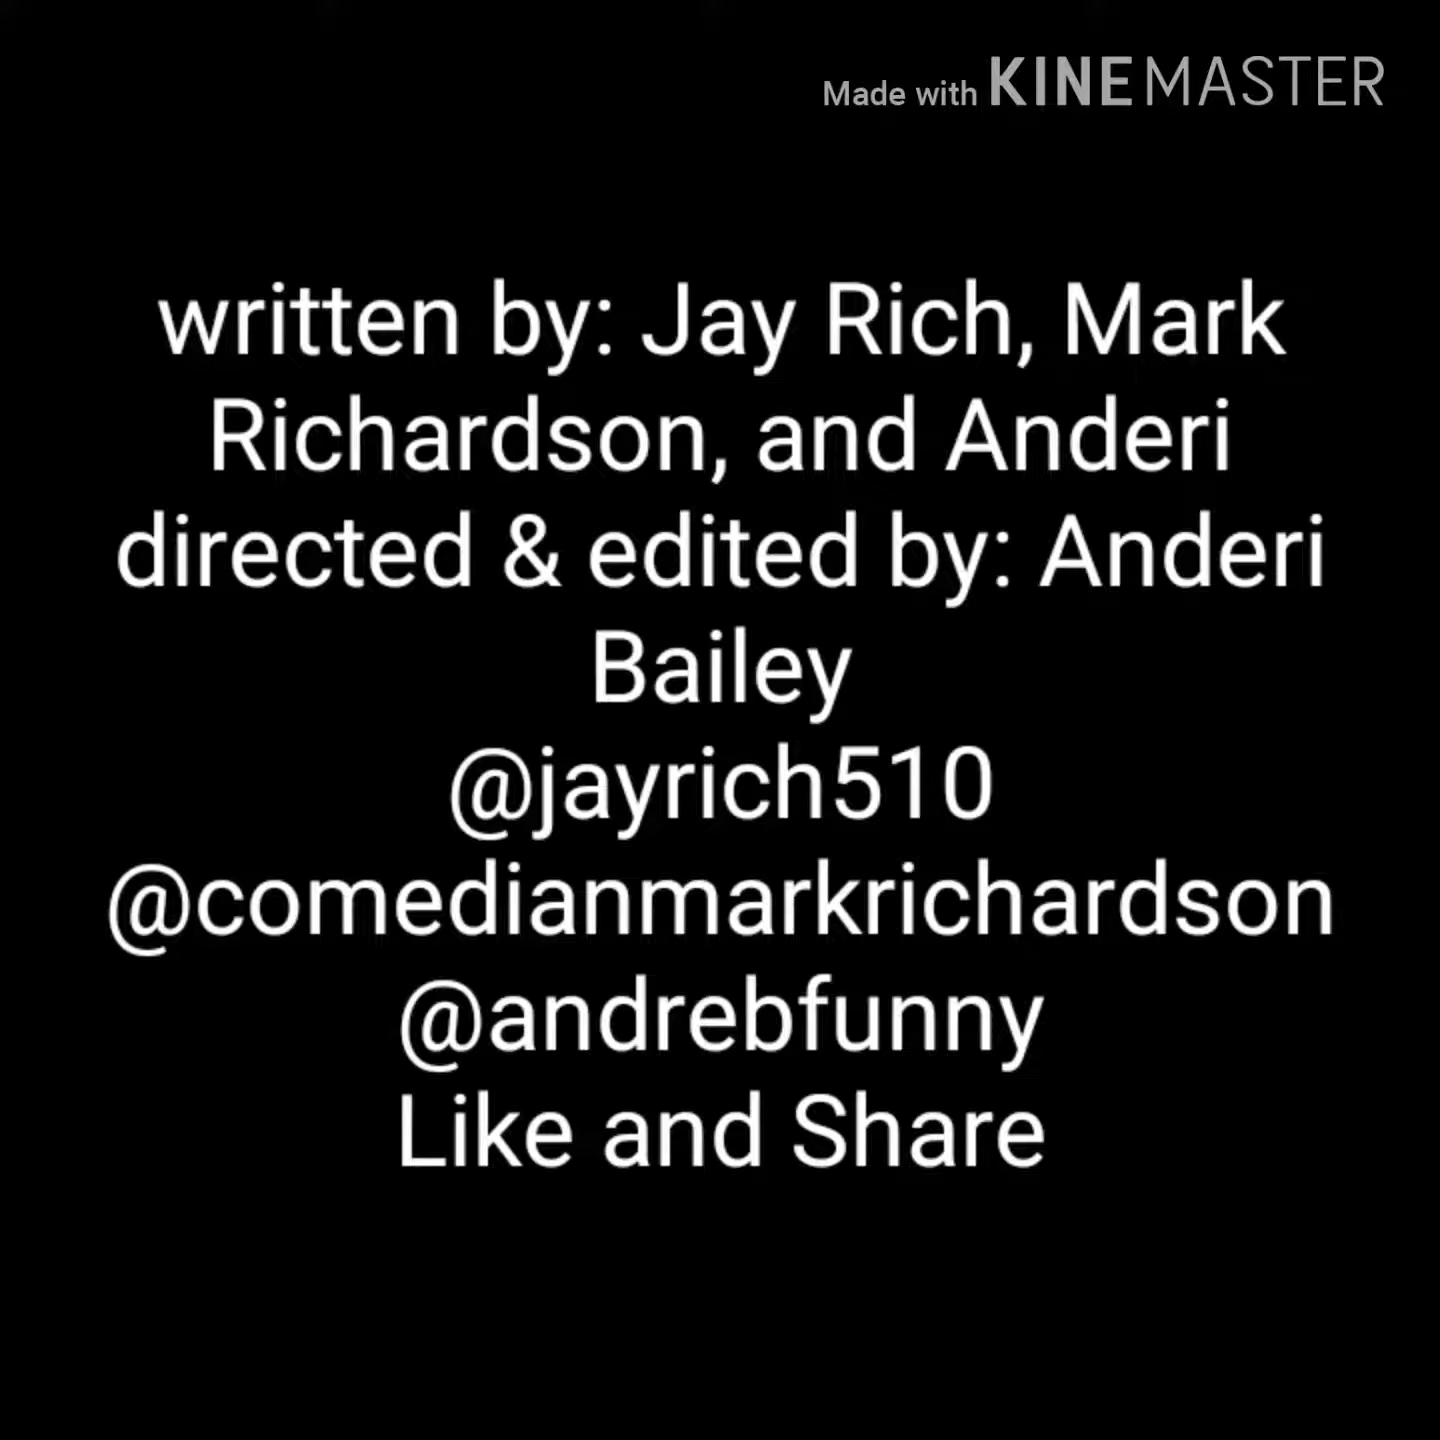 Made with KINEMASTER
written by: Jay Rich, Mark
Richardson, and Anderi
directed & edited by: Anderi
Bailey
@jayrich510
@comedianmarkrichardson
@andrebfunny
Like and Share